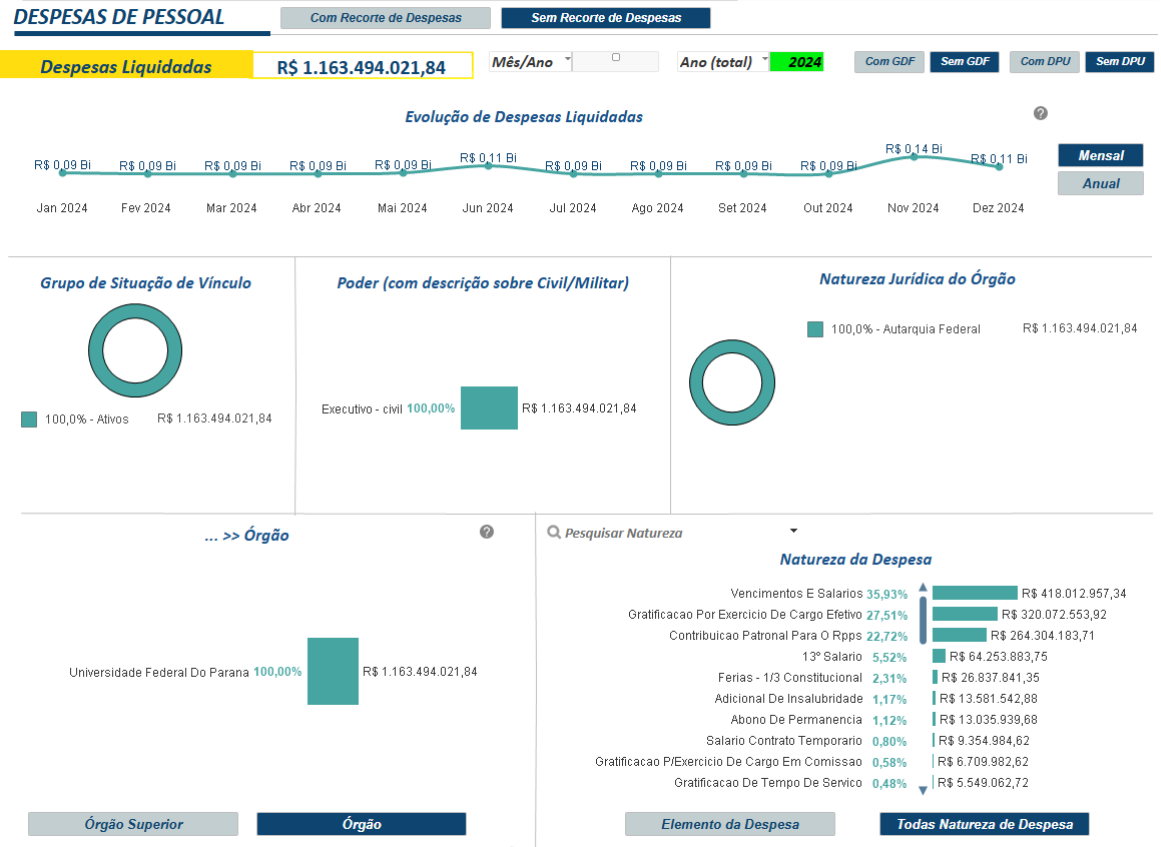 DESPESAS DE PESSOAL
Com Recorte de Despesas
Sem Recorte de Despesas
Despesas Liquidadas
R$ 1.163.494.021,84
Mês/Ano
Ano (total)
2024
Com GDF
Sem GDF
Com DPU
Sem DPU
Evolução de Despesas Liquidadas
?
R$ 0,09 Bi R$ 0,09 Bi R$ 0,09 Bi R$ 0,09 Bi R$ 0,09 Bi R$ 0,11 Bi R$ 0,09 Bi R$ 0,09 Bi R$ 0,09 Bi R$ 0,09 Bi R$ 0,14 Bi R$ 0,11 Bi
Jan 2024 Fev 2024 Mar 2024 Abr 2024 Mai 2024 Jun 2024 Jul 2024 Ago 2024 Set 2024 Out 2024 Nov 2024 Dez 2024
Mensal
Anual
Grupo de Situação de Vínculo
100,0% - Ativos R$ 1.163.494.021,84
Poder (com descrição sobre Civil/Militar)
Executivo - civil 100,00% R$ 1.163.494.021,84
Natureza Jurídica do Órgão
100,0% - Autarquia Federal R$ 1.163.494.021,84
... >> Órgão
?
Universidade Federal Do Parana 100,00% R$ 1.163.494.021,84
Órgão Superior
Órgão
Pesquisar Natureza
Natureza da Despesa
Vencimentos E Salarios 35,93% R$ 418.012.957,34
Gratificacao Por Exercicio De Cargo Efetivo 27,51% R$ 320.072.553,92
Contribuicao Patronal Para O Rpps 22,72% R$ 264.304.183,71
13º Salario 5,52% R$ 64.253.883,75
Ferias - 1/3 Constitucional 2,31% R$ 26.837.841,35
Adicional De Insalubridade 1,17% R$ 13.581.542,88
Abono De Permanencia 1,12% R$ 13.035.939,68
Salario Contrato Temporario 0,80% R$ 9.354.984,62
Gratificacao P/Exercicio De Cargo Em Comissao 0,58% R$ 6.709.982,62
Gratificacao De Tempo De Servico 0,48% R$ 5.549.062,72
Elemento da Despesa
Todas Natureza de Despesa